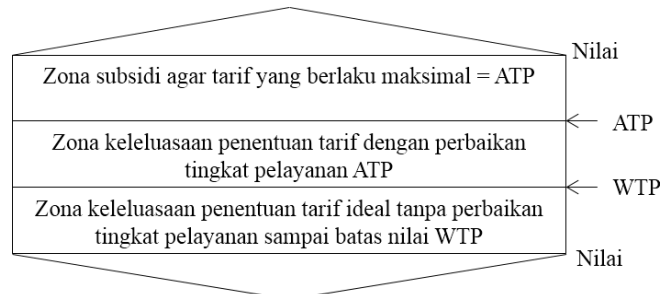 Nilai
Zona subsidi agar tarif yang berlaku maksimal = ATP
ATP
Zona keleluasaan penentuan tarif dengan perbaikan
tingkat pelayanan ATP
WTP
Zona keleluasaan penentuan tarif ideal tanpa perbaikan
tingkat pelayanan sampai batas nilai WTP
Nilai